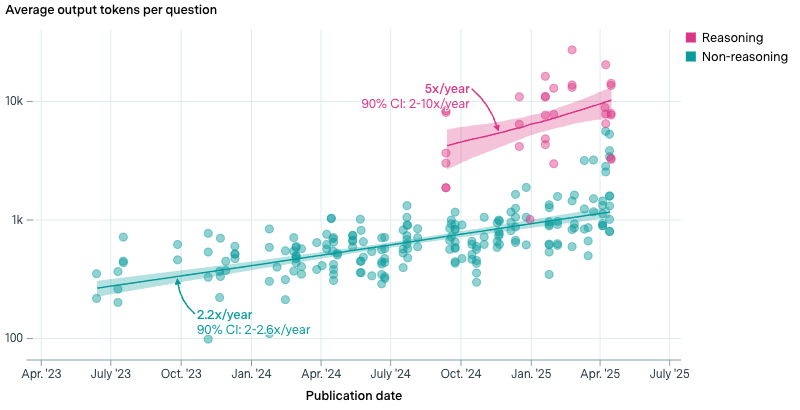 Average output tokens per question
Reasoning
Non-reasoning
10k
1k
100
5x/year
90% CI: 2-10x/year
2.2x/year
90% CI: 2-2.6x/year
Apr. '23
July '23
Oct. '23
Jan. '24
Apr. '24
July '24
Oct. '24
Jan. '25
Apr. '25
July '25
Publication date